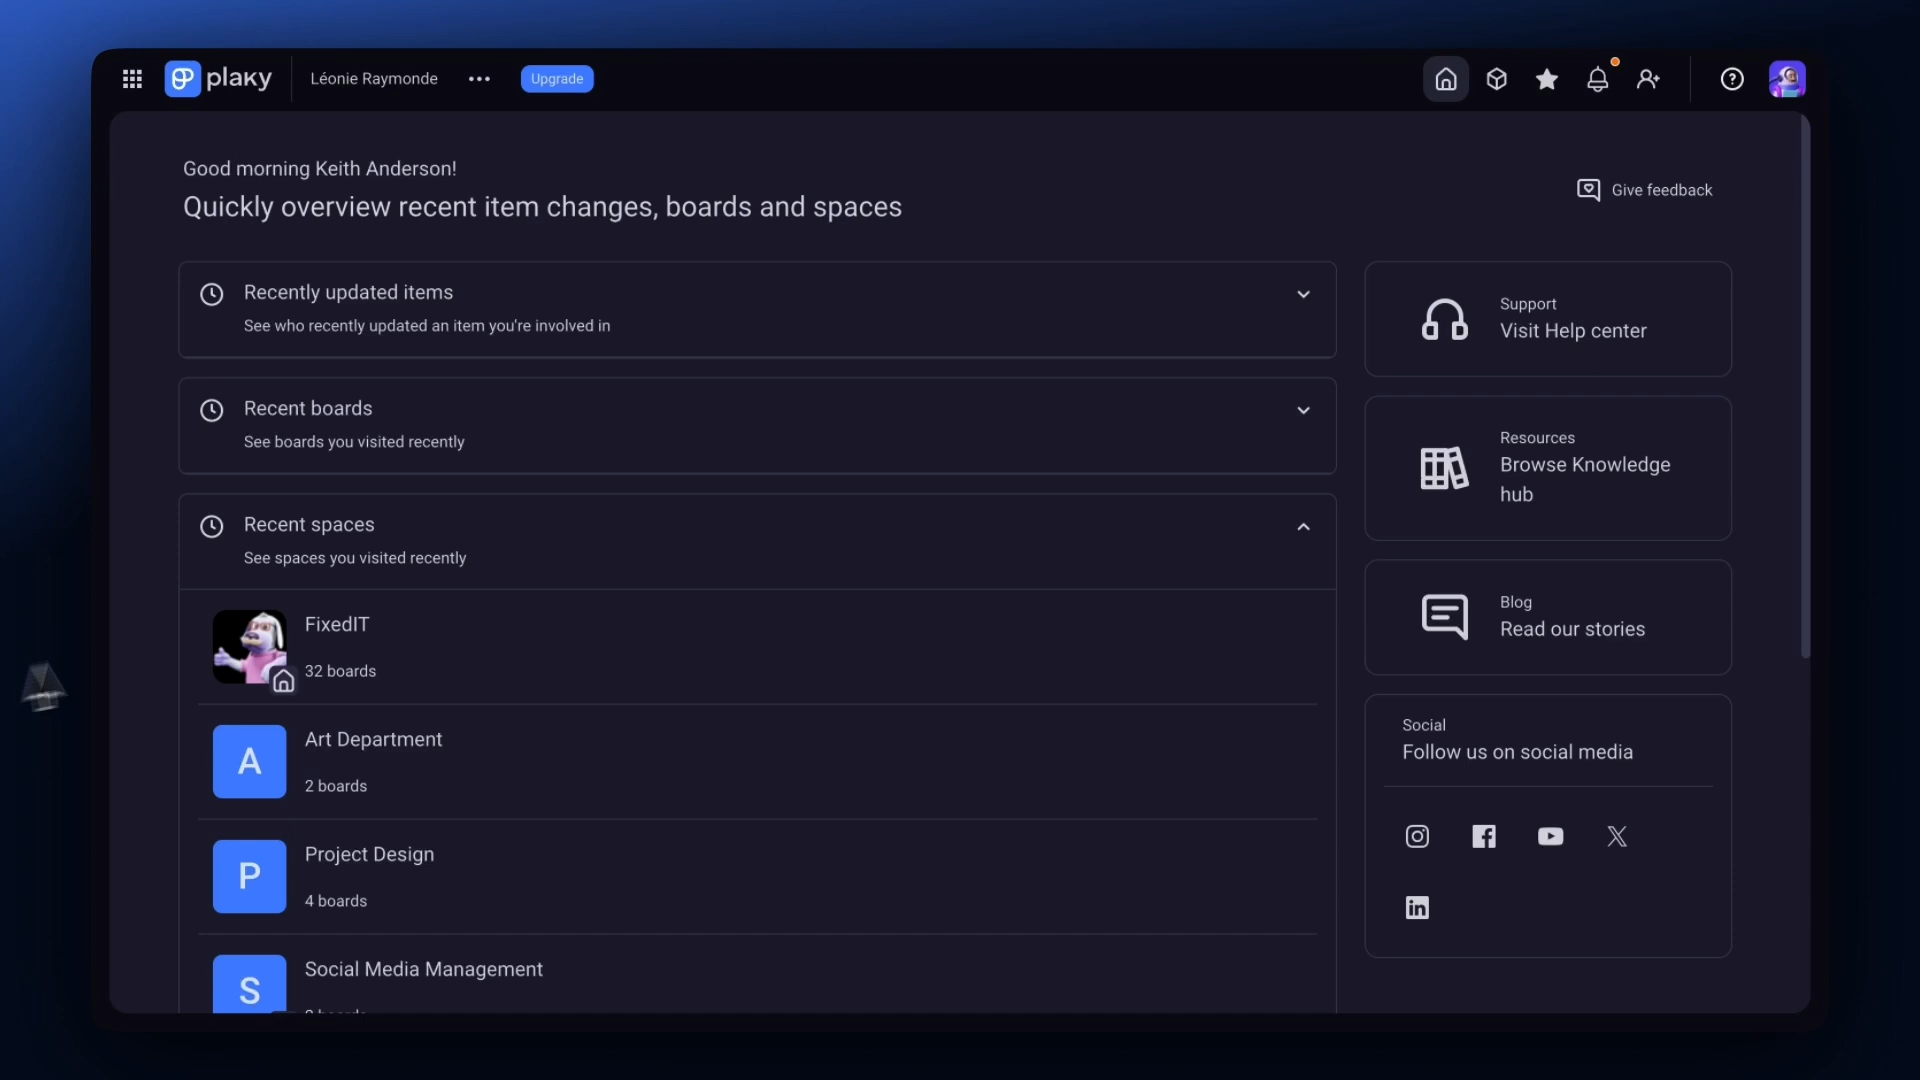 plaky
Léonie Raymonde
Upgrade
Good morning Keith Anderson!
Quickly overview recent item changes, boards and spaces
Give feedback
Recently updated items
See who recently updated an item you're involved in
Recent boards
See boards you visited recently
Recent spaces
See spaces you visited recently
FixedIT
32 boards
A
Art Department
2 boards
P
Project Design
4 boards
S
Social Media Management
Support
Visit Help center
Resources
Browse Knowledge
hub
Blog
Read our stories
Social
Follow us on social media